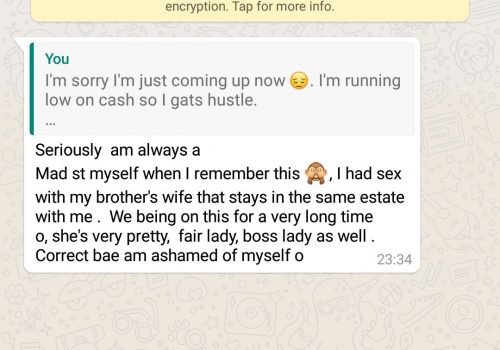 encryption. Tap for more info.
You
I'm sorry I'm just coming up now 😔. I'm running
low on cash so I gats hustle.
...
Seriously  am always a
Mad st myself when I remember this 🙈, I had sex
with my brother's wife that stays in the same estate
with me .  We being on this for a very long time
o, she's very pretty,  fair lady, boss lady as well .
Correct bae am ashamed of myself o
23:34